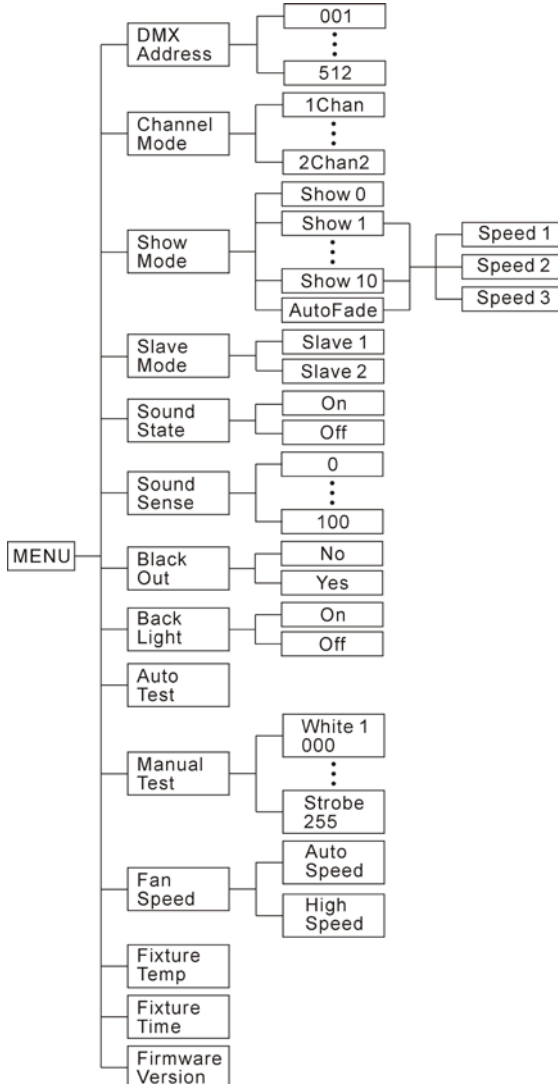 MENU
DMX
Address
001
512
Channel
Mode
1Chan
2Chan2
Show
Mode
Show 0
Show 1
Show 10
AutoFade
Speed 1
Speed 2
Speed 3
Slave
Mode
Slave 1
Slave 2
Sound
State
On
Off
Sound
Sense
0
100
Black
Out
No
Yes
Back
Light
On
Off
Auto
Test
Manual
Test
White 1
000
Strobe
255
Fan
Speed
Auto
Speed
High
Speed
Fixture
Temp
Fixture
Time
Firmware
Version